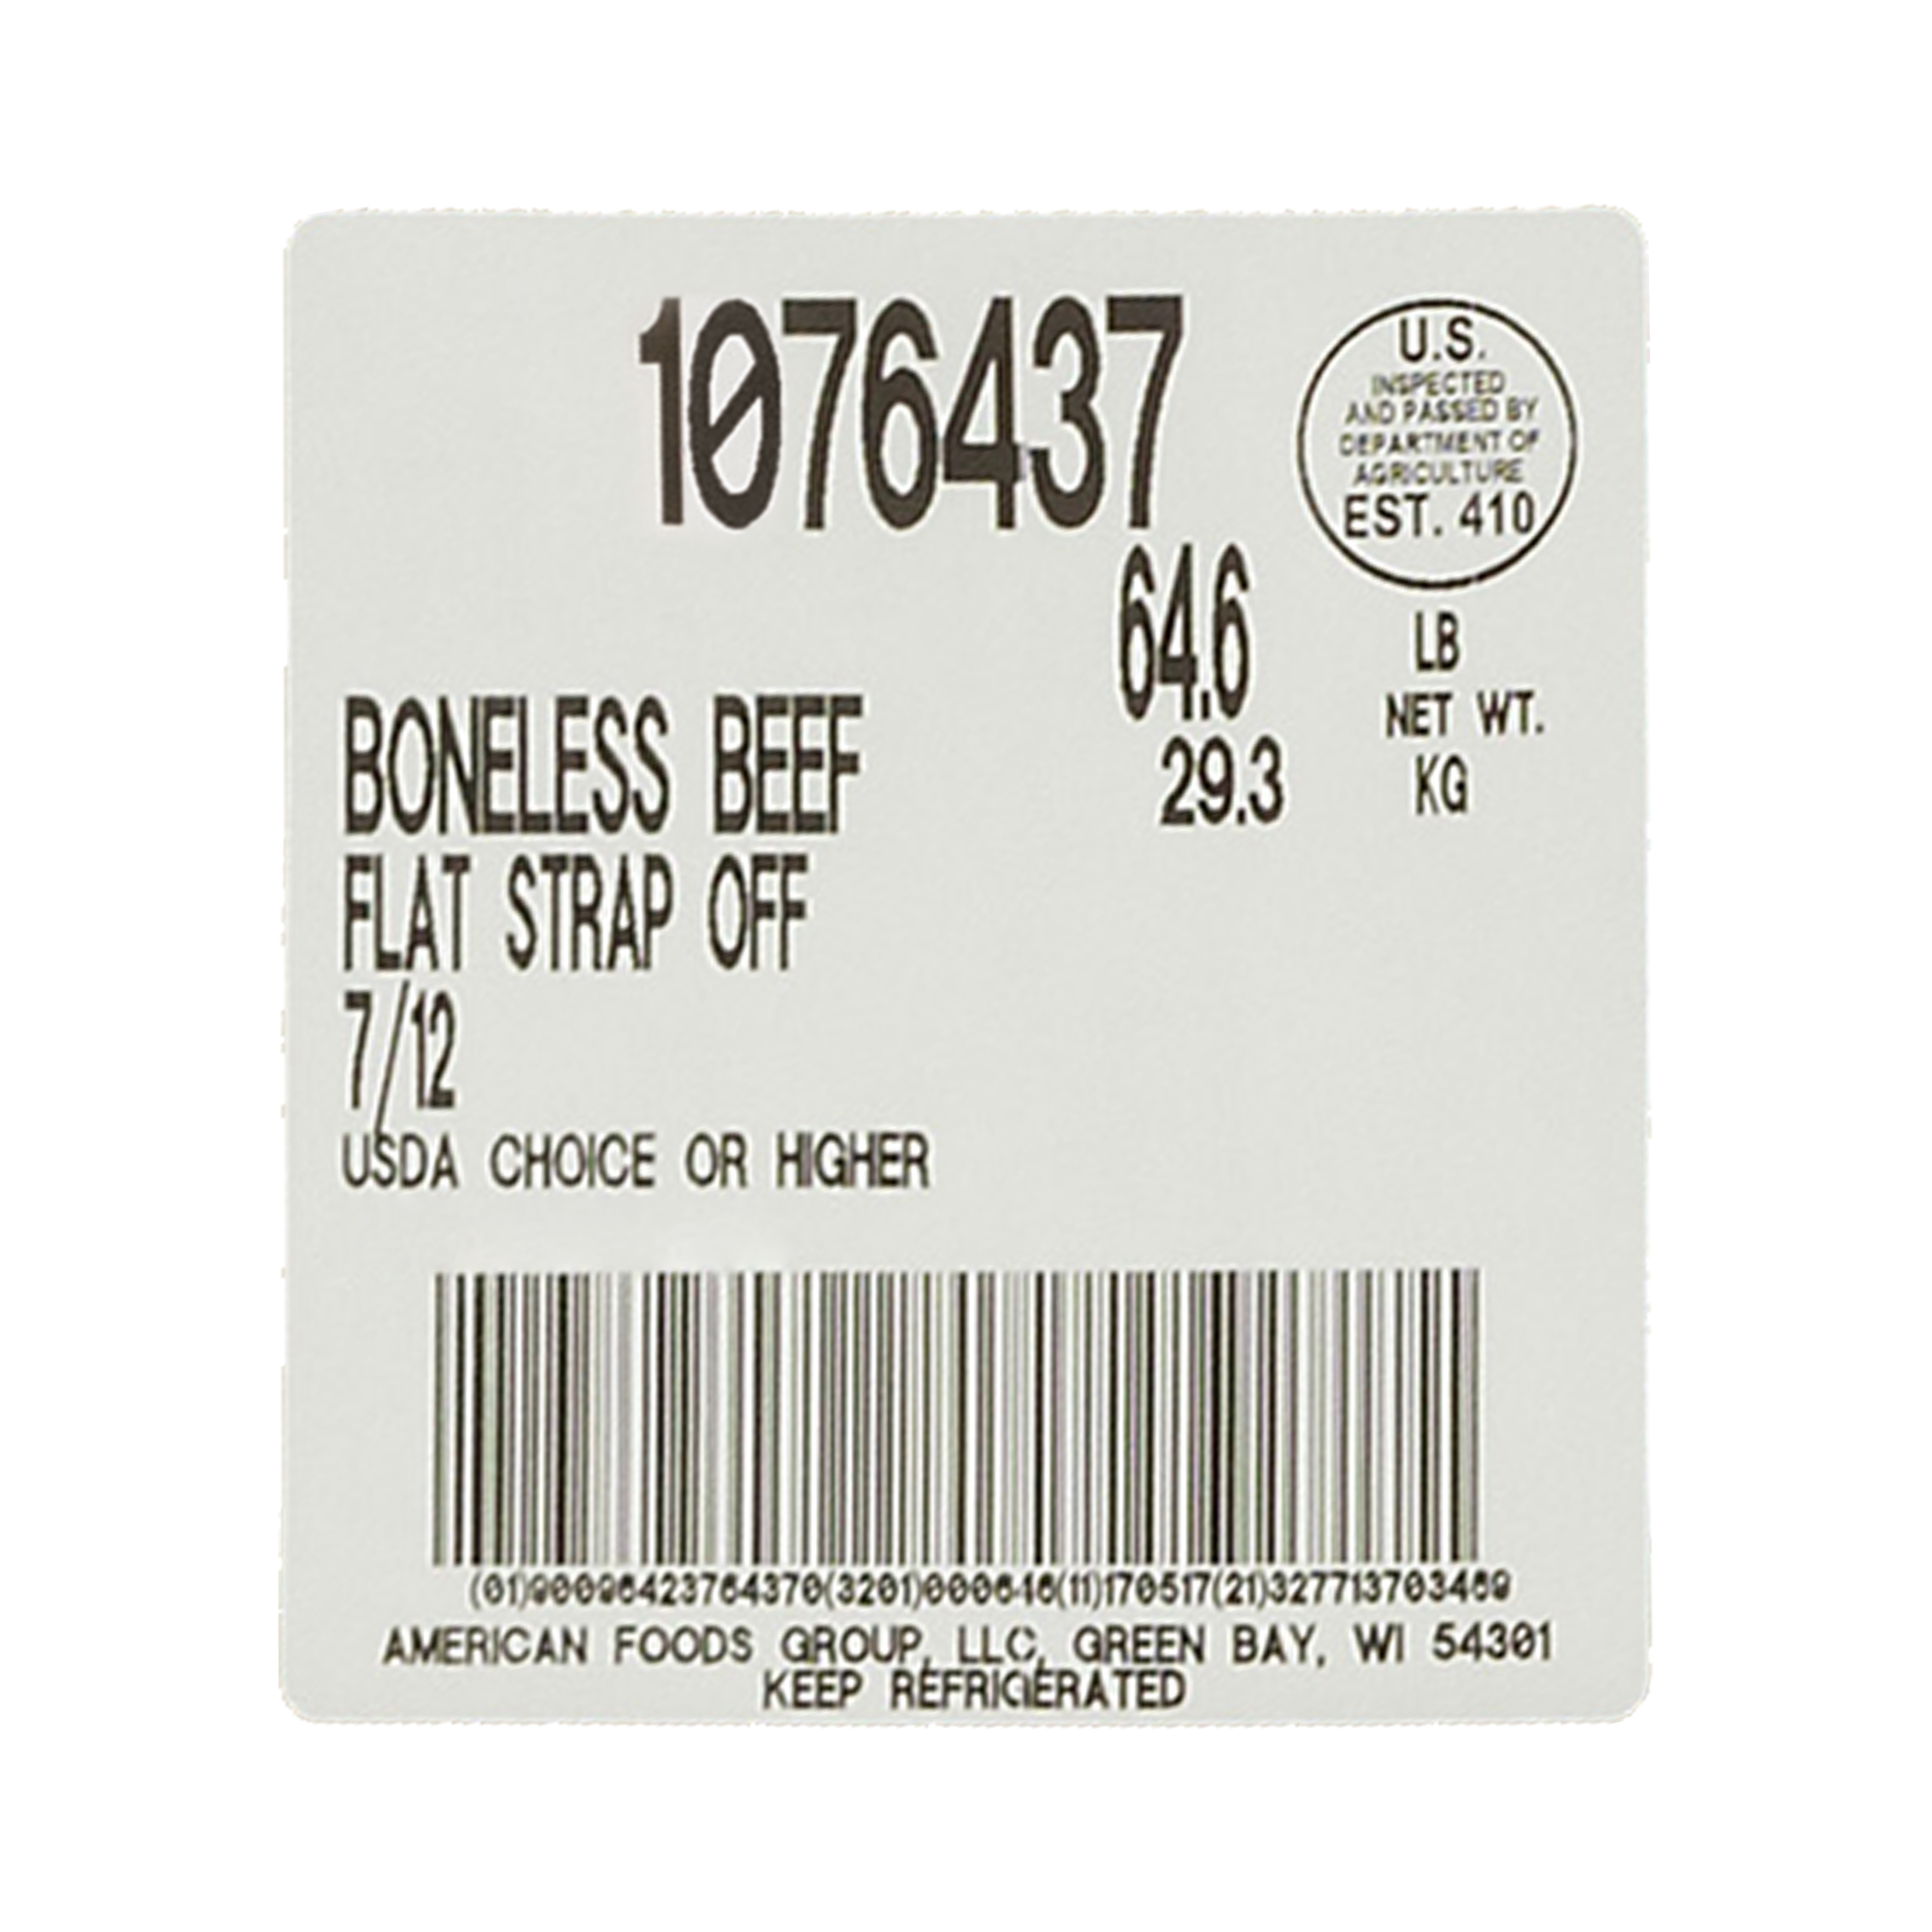 1076437
U.S.
INSPECTED
AND PASSED BY
DEPARTMENT OF
AGRICULTURE
EST. 410
64.6 LB
NET WT.
29.3 KG
BONELESS BEEF
FLAT STRAP OFF
7/12
USDA CHOICE OR HIGHER
(01)90096423764370(3201)000646(11)170517(21)327713703469
AMERICAN FOODS GROUP, LLC, GREEN BAY, WI 54301
KEEP REFRIGERATED